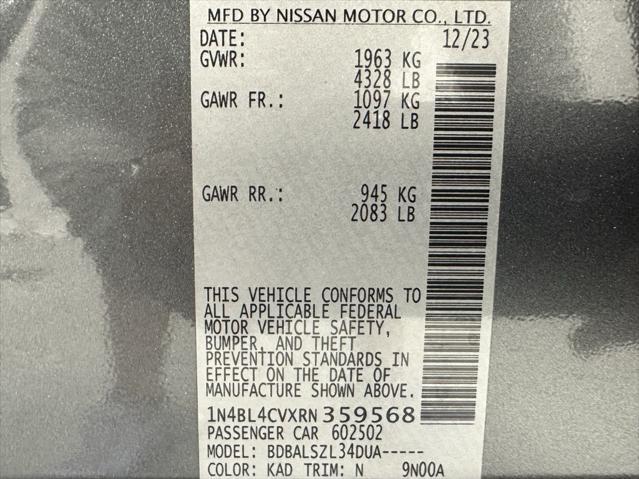 MFD BY NISSAN MOTOR CO., LTD.
DATE: 12/23
GVWR: 1963 KG
4328 LB
GAWR FR.: 1097 KG
2418 LB
GAWR RR.: 945 KG
2083 LB
THIS VEHICLE CONFORMS TO
ALL APPLICABLE FEDERAL
MOTOR VEHICLE SAFETY,
BUMPER, AND THEFT
PREVENTION STANDARDS IN
EFFECT ON THE DATE OF
MANUFACTURE SHOWN ABOVE.
1N4BL4CVXRN359568
PASSENGER CAR 602502
MODEL: BDBALSZL34DUA-----
COLOR: KAD TRIM: N 9N00A